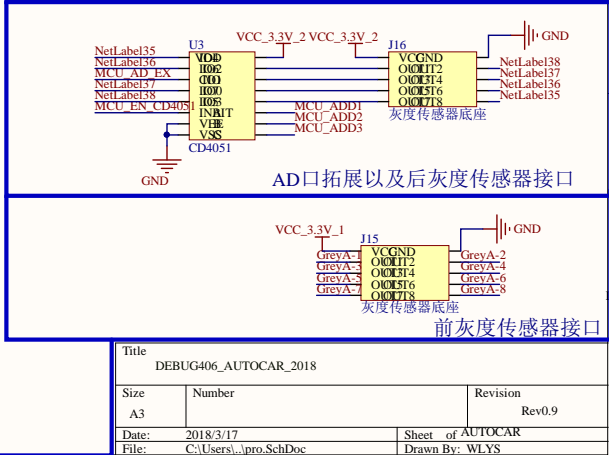 VCC_3.3V_2 VCC_3.3V_2
U3
J16
GND
NetLabel35
NetLabel36
MCU_AD_EX
NetLabel37
NetLabel38
MCU_EN_CD4051
MCU_ADD1
MCU_ADD2
MCU_ADD3
CD4051
GND
NetLabel38
NetLabel37
NetLabel36
NetLabel35
灰度传感器底座
AD口拓展以及后灰度传感器接口
VCC_3.3V_1
J15
GND
GreyA-1
GreyA-3
GreyA-5
GreyA-7
GreyA-2
GreyA-4
GreyA-6
GreyA-8
灰度传感器底座
前灰度传感器接口
Title
DEBUG406_AUTOCAR_2018
Size Number Revision
A3 Rev0.9
Date: 2018/3/17 Sheet of AUTOCAR
File: C:\Users\..\pro.SchDoc Drawn By: WLYS